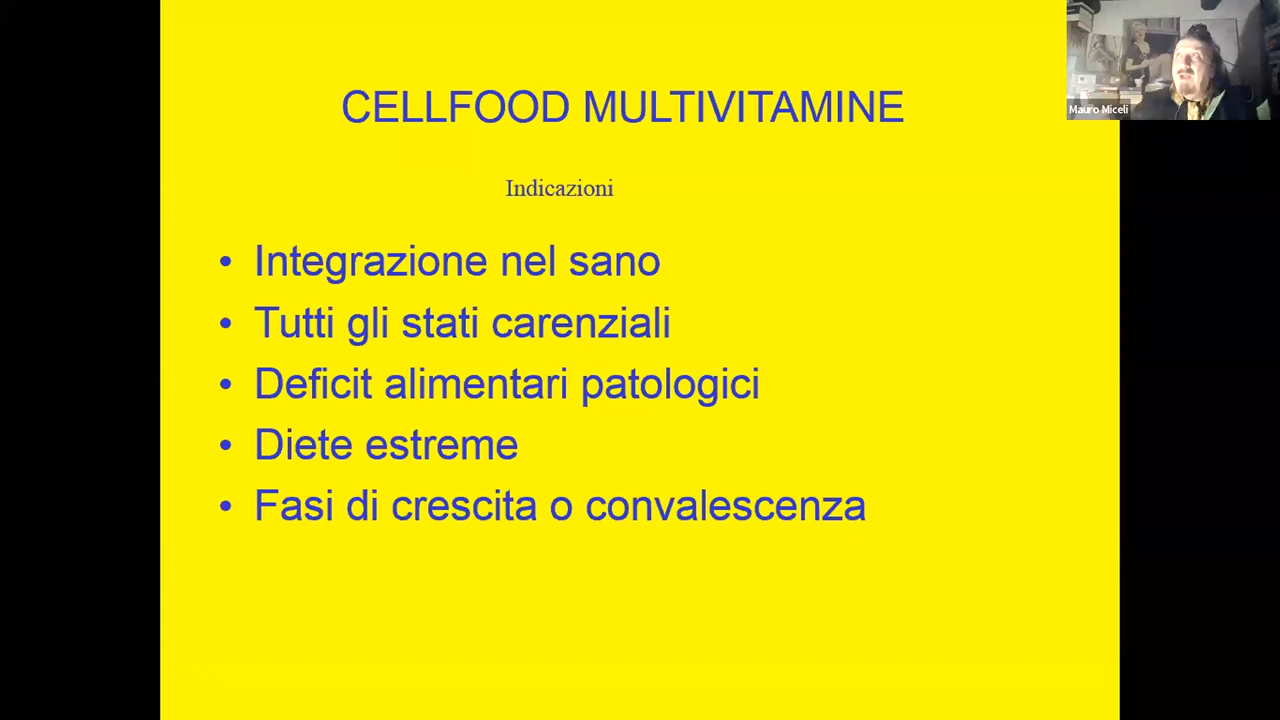 CELLFOOD MULTIVITAMINE
Mauro Miceli
Indicazioni
• Integrazione nel sano
• Tutti gli stati carenziali
• Deficit alimentari patologici
• Diete estreme
• Fasi di crescita o convalescenza